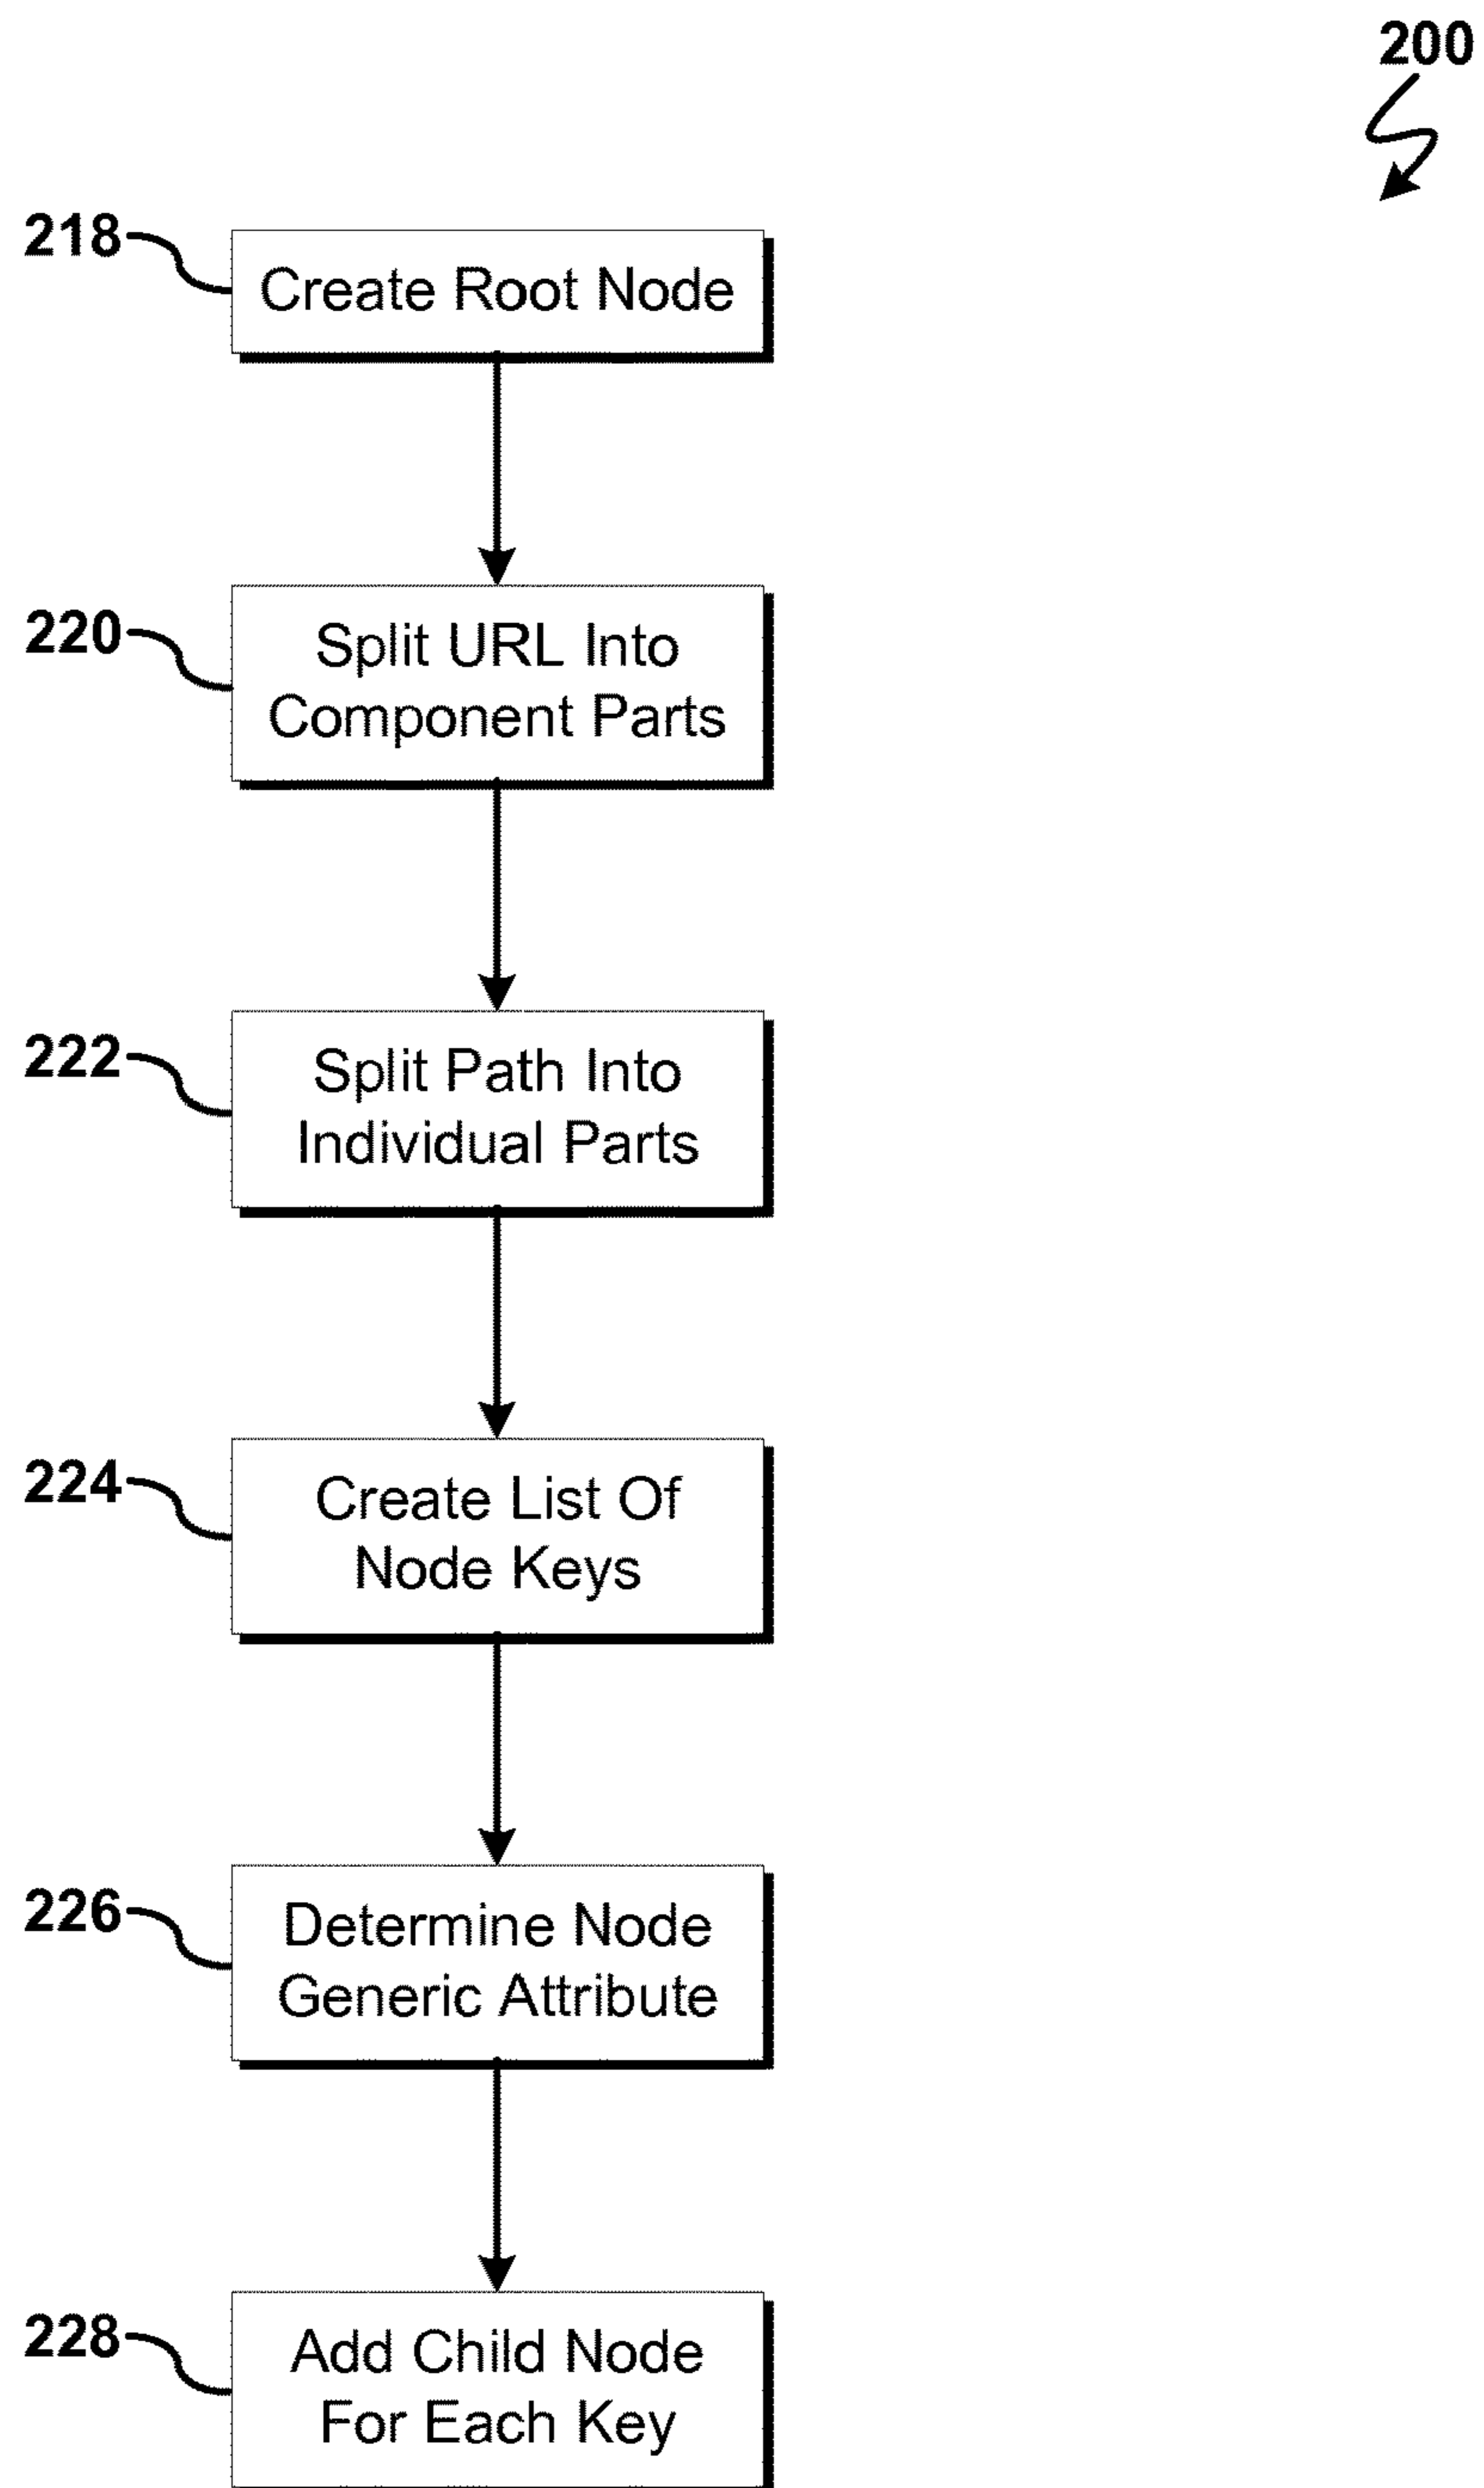 200
218
Create Root Node
220
Split URL Into
Component Parts
222
Split Path Into
Individual Parts
224
Create List Of
Node Keys
226
Determine Node
Generic Attribute
228
Add Child Node
For Each Key